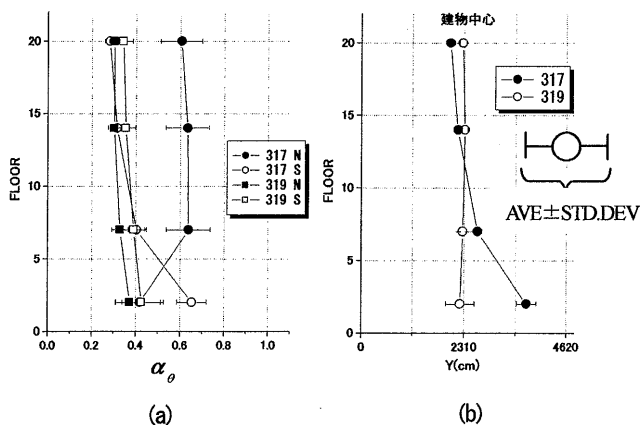 (a)
FLOOR
20
15
10
5
0
0.0 0.2 0.4 0.6 0.8 1.0
αθ
317 N
317 S
319 N
319 S
(b)
建物中心
FLOOR
20
15
10
5
0
0 2310 4620
Y(cm)
317
319
AVE±STD.DEV
(a)
(b)